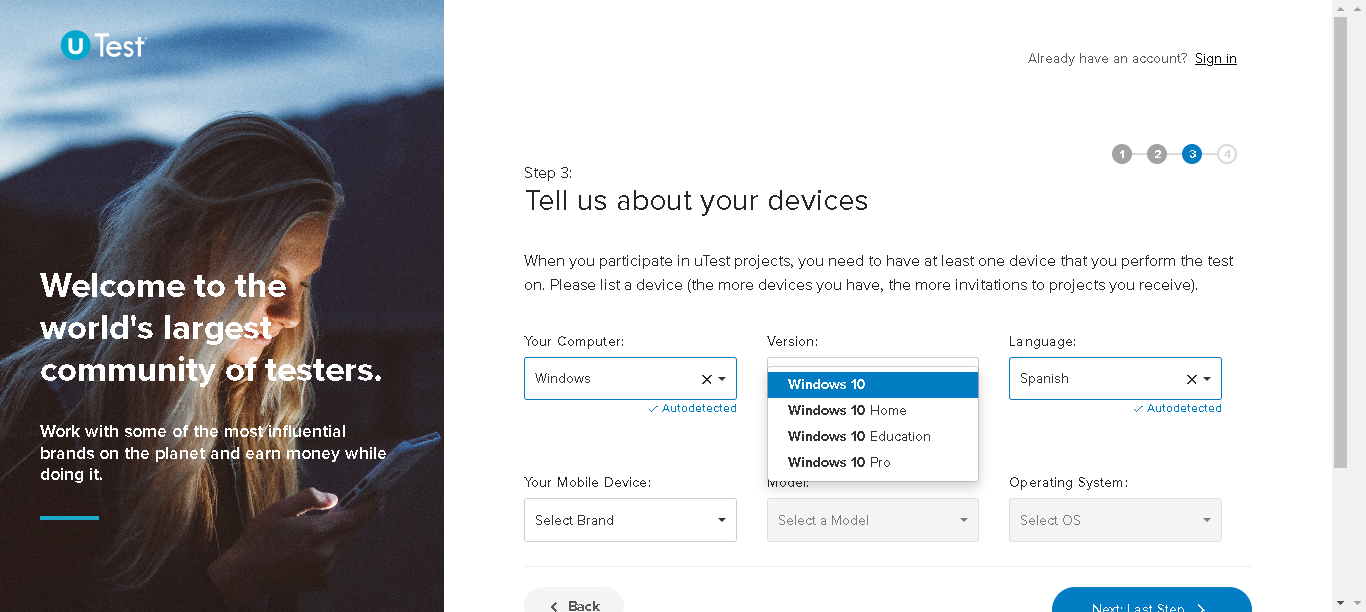 u Test
Already have an account? Sign in
1 2 3 4
Step 3:
Tell us about your devices
When you participate in uTest projects, you need to have at least one device that you perform the test
on. Please list a device (the more devices you have, the more invitations to projects you receive).
Welcome to the
world's largest
community of testers.
Work with some of the most influential
brands on the planet and earn money while
doing it.
Your Computer: Version: Language:
Windows Spanish
Autodetected Autodetected
Windows 10
Windows 10 Home
Windows 10 Education
Windows 10 Pro
Your Mobile Device: Model: Operating System:
Select Brand Select a Model Select OS
Back Next: Last Step